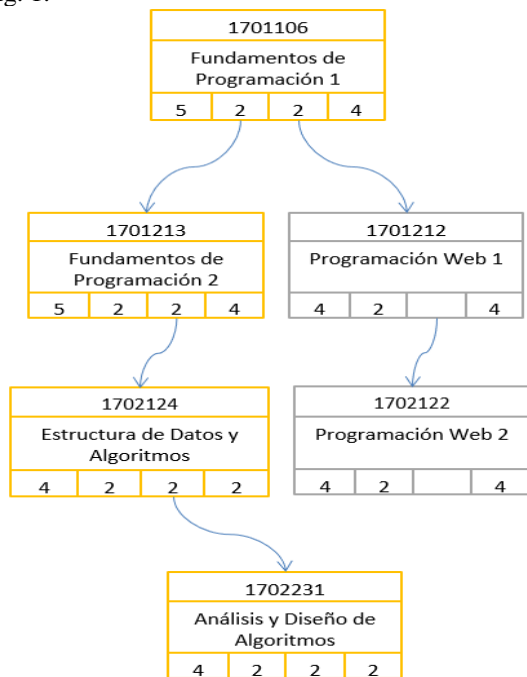 g. 1.
1701106
Fundamentos de
Programación 1
5 2 2 4
1701213
Fundamentos de
Programación 2
5 2 2 4
1701212
Programación Web 1
4 2 4
1702124
Estructura de Datos y
Algoritmos
4 2 2 2
1702122
Programación Web 2
4 2 4
1702231
Análisis y Diseño de
Algoritmos
4 2 2 2